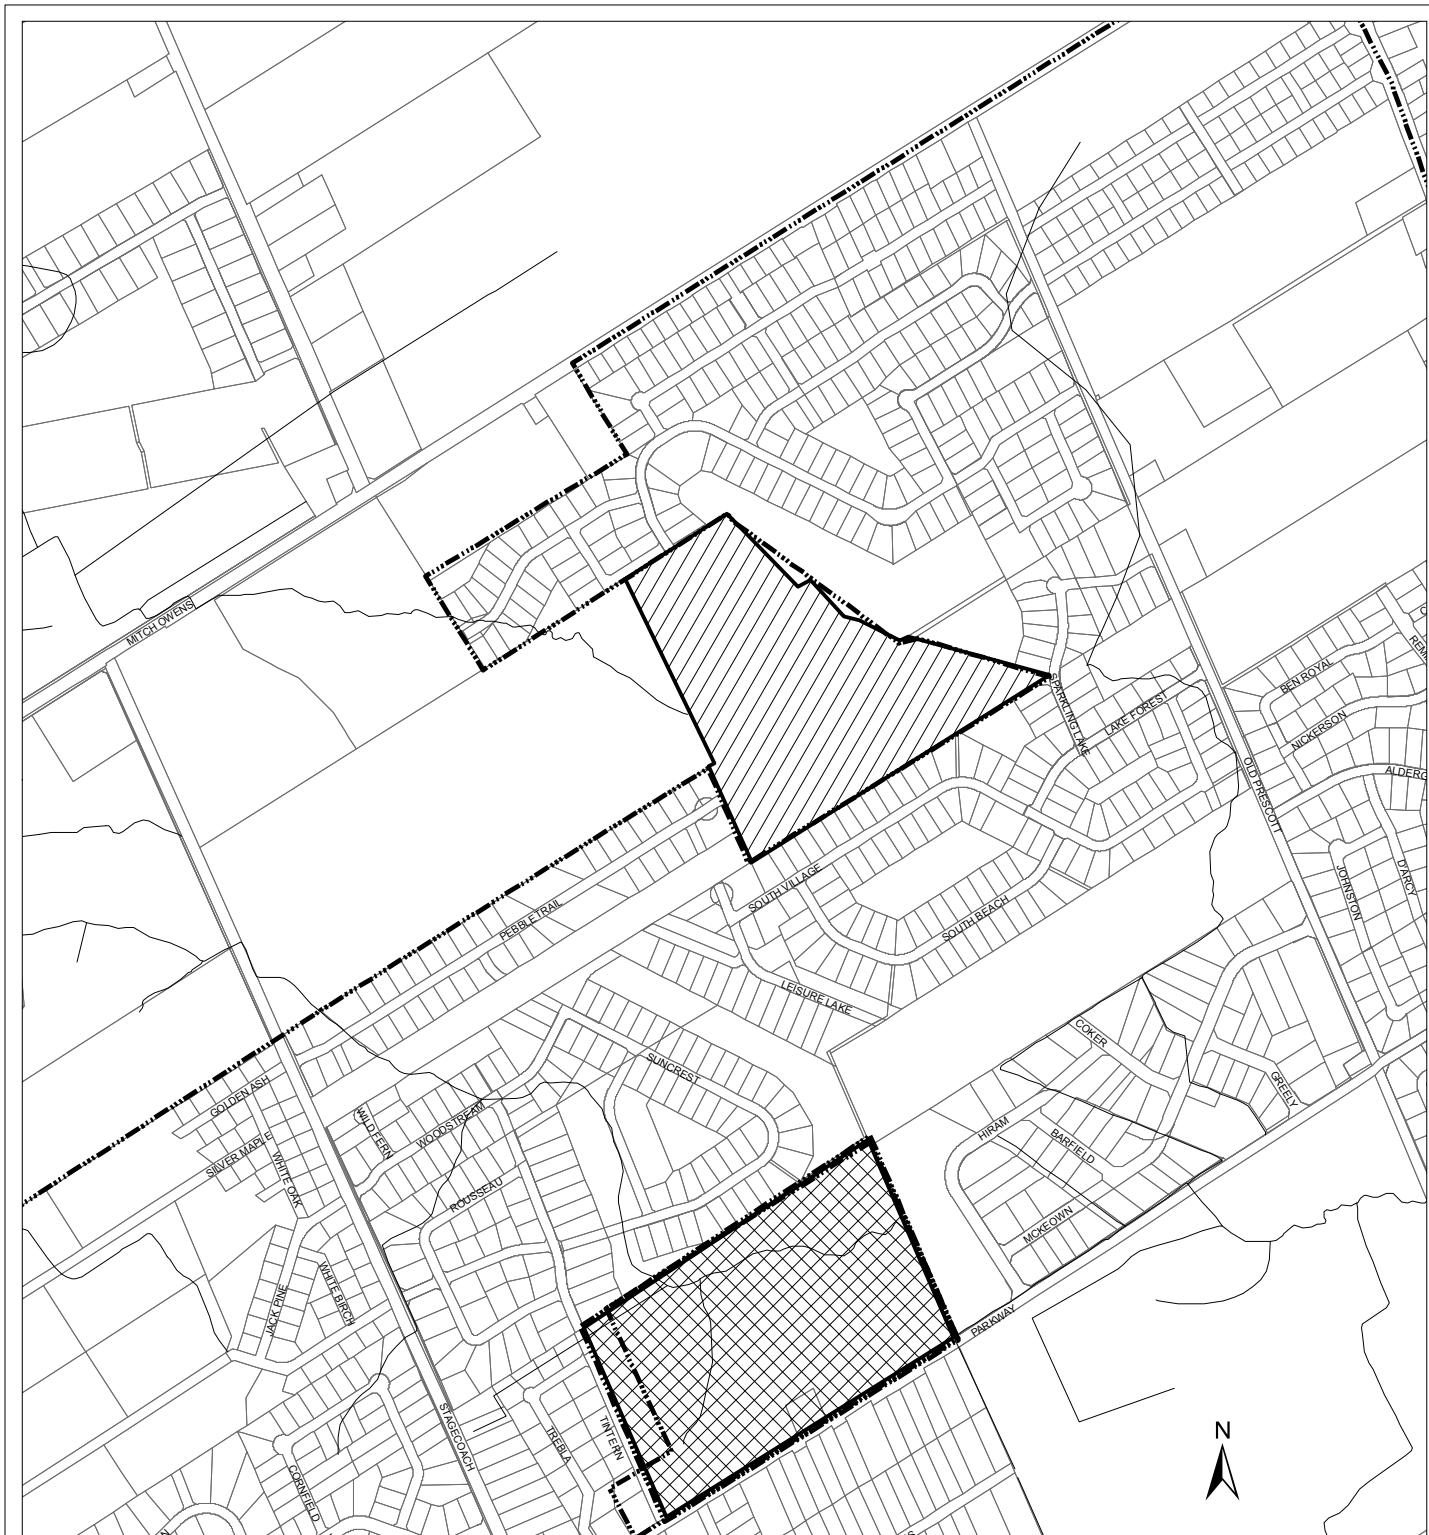 MITCH OWENS
BEN ROYAL
SPARKLING LAKE
LAKE FOREST
NICKERSON
OLD PRESCOTT
JOHNSTON
D'ARCY
SOUTH VILLAGE
PEBBLE TRAIL
SOUTH BEACH
LEISURE LAKE
COKER
SUNCREST
GREELY
GOLDEN ASH
WILD FERN
WOODSTREAM
HIRAM
BARFIELD
SILVER MAPLE
WHITE OAK
ROUSSEAU
MCKEOWN
WHITE BIRCH
JACK PINE
PARKWAY
STAGECOACH
TREBLA
TINTERN
N
CORNFIELD